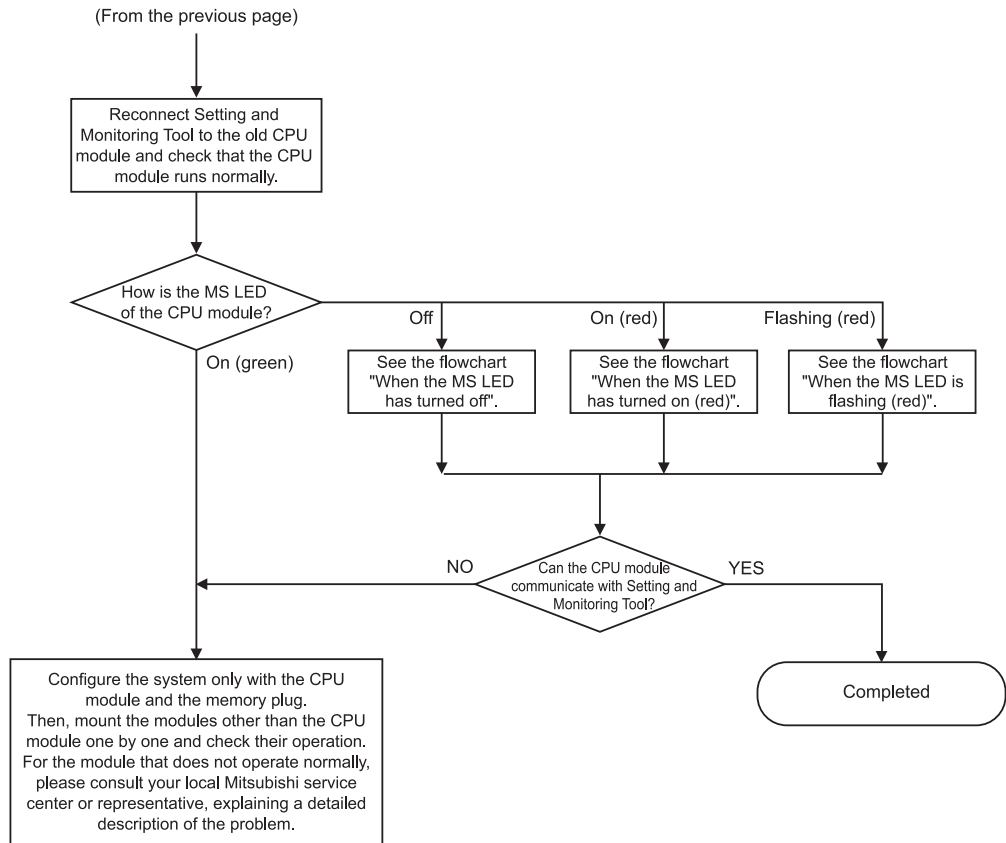 (From the previous page)
Reconnect Setting and
Monitoring Tool to the old CPU
module and check that the CPU
module runs normally.
How is the MS LED
of the CPU module?
Off
On (red)
Flashing (red)
On (green)
See the flowchart
"When the MS LED
has turned off".
See the flowchart
"When the MS LED
has turned on (red)".
See the flowchart
"When the MS LED is
flashing (red)".
NO
Can the CPU module
communicate with Setting and
Monitoring Tool?
YES
Configure the system only with the CPU
module and the memory plug.
Then, mount the modules other than the CPU
module one by one and check their operation.
For the module that does not operate normally,
please consult your local Mitsubishi service
center or representative, explaining a detailed
description of the problem.
Completed